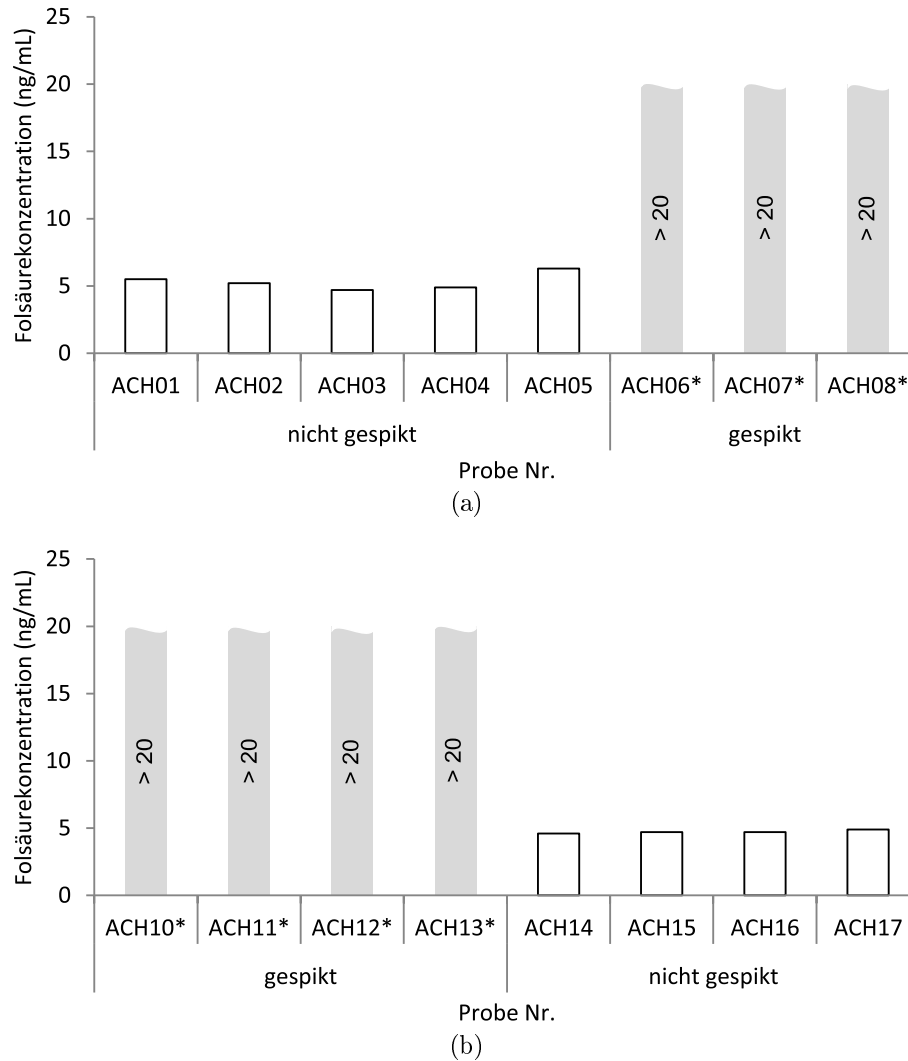 Folsäurekonzentration (ng/mL)
25
20
15
10
5
0
> 20
> 20
> 20
ACH01 ACH02 ACH03 ACH04 ACH05 ACH06* ACH07* ACH08*
nicht gespikt gespikt
Probe Nr.
(a)
Folsäurekonzentration (ng/mL)
25
20
15
10
5
0
> 20
> 20
> 20
> 20
ACH10* ACH11* ACH12* ACH13* ACH14 ACH15 ACH16 ACH17
gespikt nicht gespikt
Probe Nr.
(b)